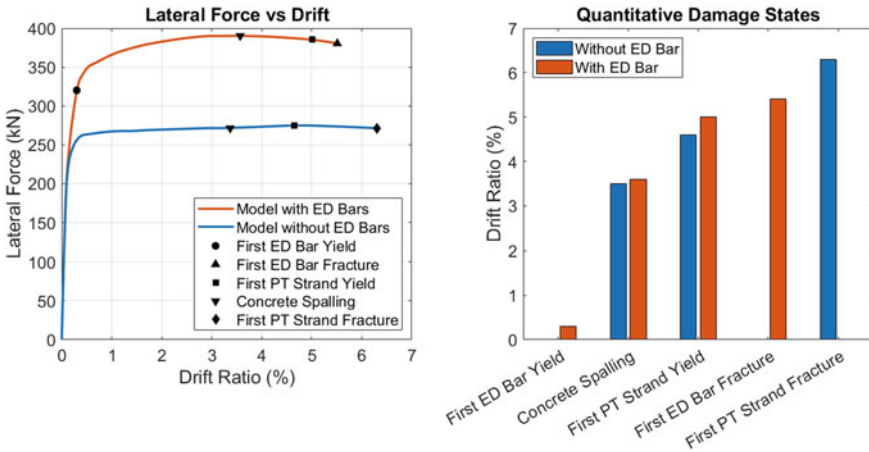 Lateral Force vs Drift
400
350
300
250
200
150
100
50
0
Lateral Force (kN)
Model with ED Bars
Model without ED Bars
First ED Bar Yield
First ED Bar Fracture
First PT Strand Yield
Concrete Spalling
First PT Strand Fracture
0 1 2 3 4 5 6 7
Drift Ratio (%)
Quantitative Damage States
7
6
5
4
3
2
1
0
Drift Ratio (%)
Without ED Bar
With ED Bar
First ED Bar Yield
Concrete Spalling
First PT Strand Yield
First ED Bar Fracture
First PT Strand Fracture